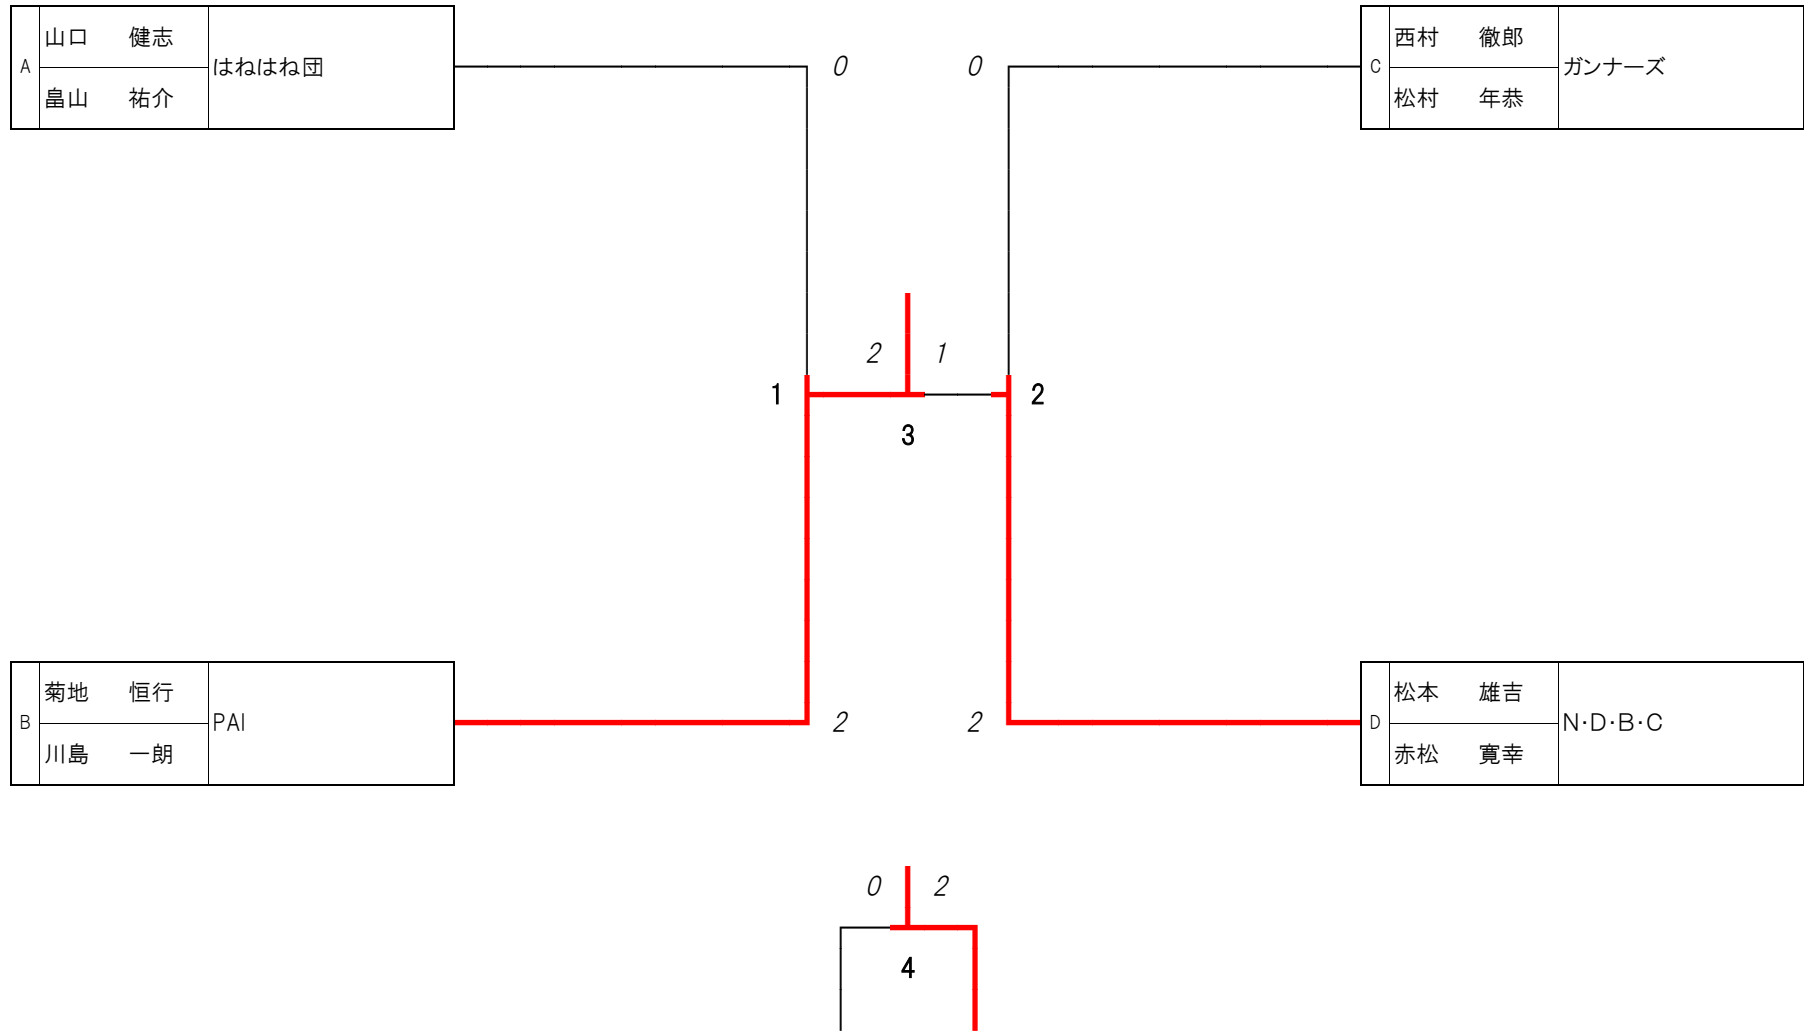 A 山口 健志 はねはね団
畠山 祐介
0 0
C 西村 徹郎 ガンナーズ
松村 年恭
2 1
1 2
3
B 菊地 恒行 PAI
川島 一朗
2 2
D 松本 雄吉 N・D・B・C
赤松 寛幸
0 2
4